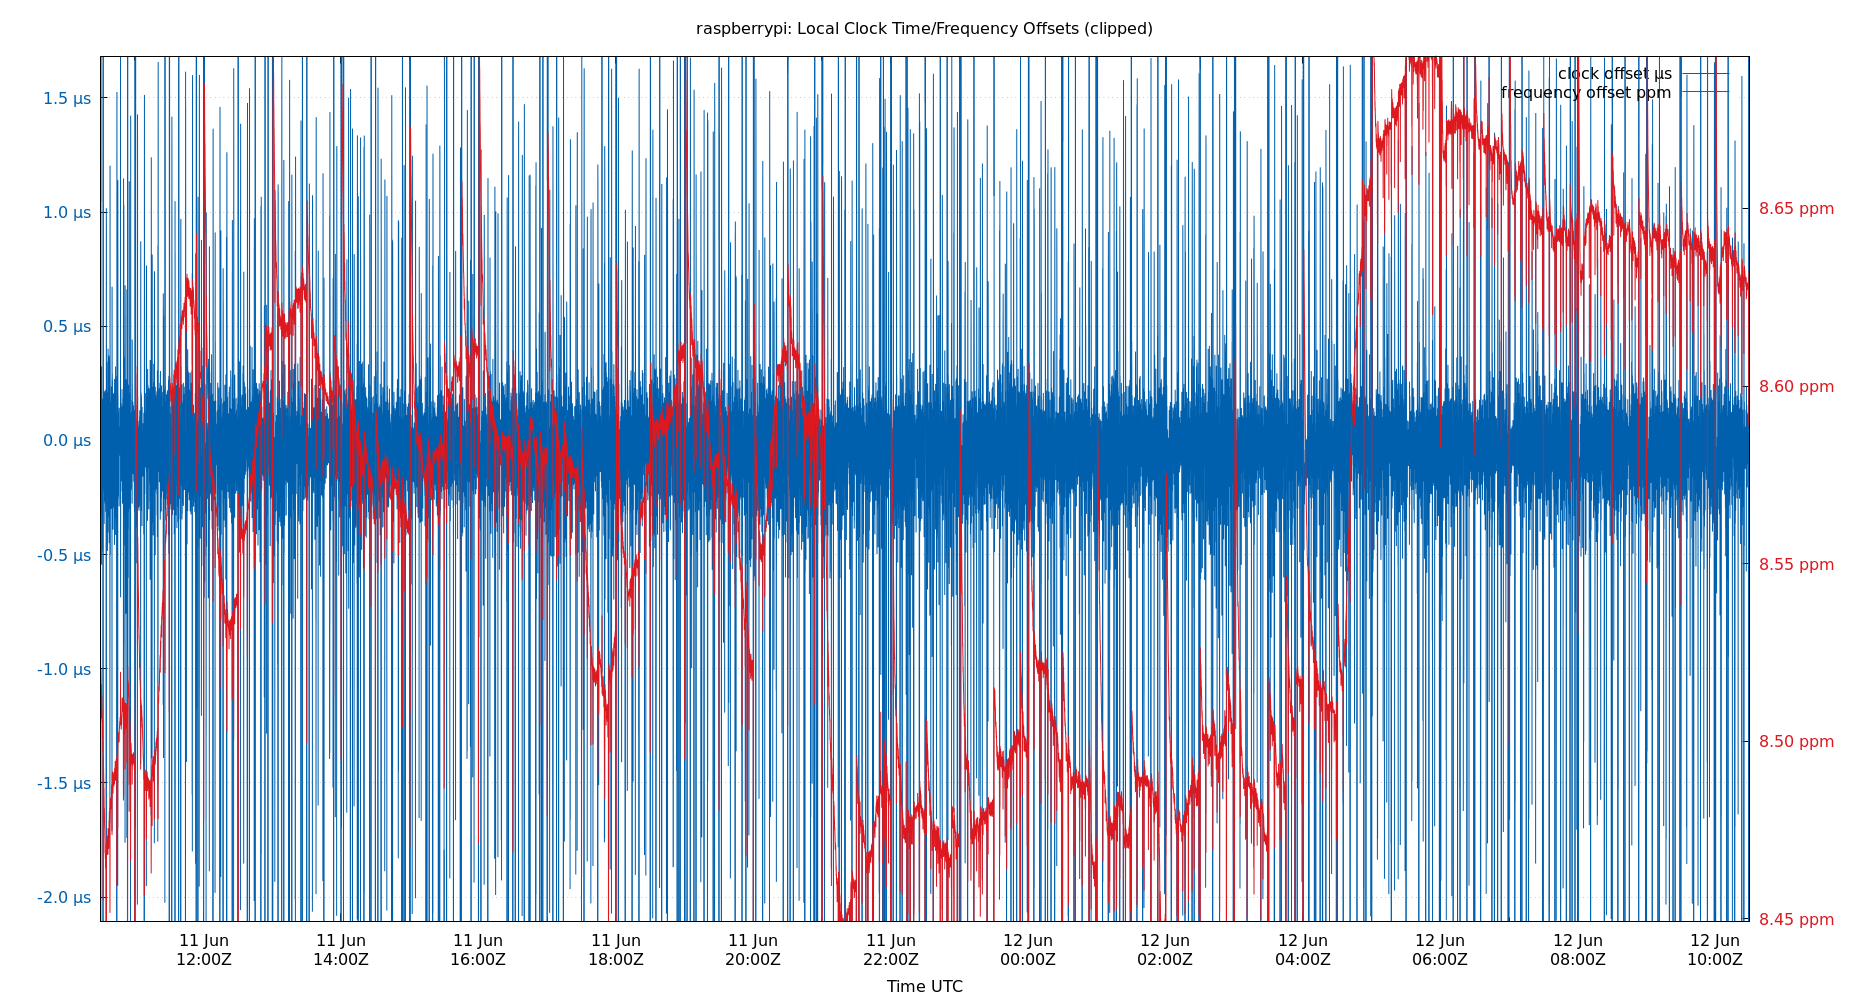 raspberrypi: Local Clock Time/Frequency Offsets (clipped)
clock offset µs
frequency offset ppm
1.5 µs
1.0 µs
0.5 µs
0.0 µs
-0.5 µs
-1.0 µs
-1.5 µs
-2.0 µs
8.65 ppm
8.60 ppm
8.55 ppm
8.50 ppm
8.45 ppm
11 Jun 11 Jun 11 Jun 11 Jun 11 Jun 11 Jun 12 Jun 12 Jun 12 Jun 12 Jun 12 Jun 12 Jun
12:00Z 14:00Z 16:00Z 18:00Z 20:00Z 22:00Z 00:00Z 02:00Z 04:00Z 06:00Z 08:00Z 10:00Z
Time UTC